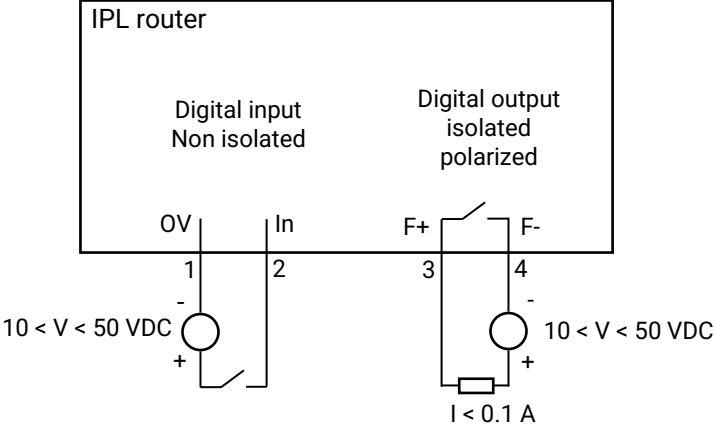 IPL router
Digital input
Non isolated
Digital output
isolated
polarized
0V
In
F+
F-
1
2
3
4
-
10 < V < 50 VDC
+
-
10 < V < 50 VDC
+
I < 0.1 A